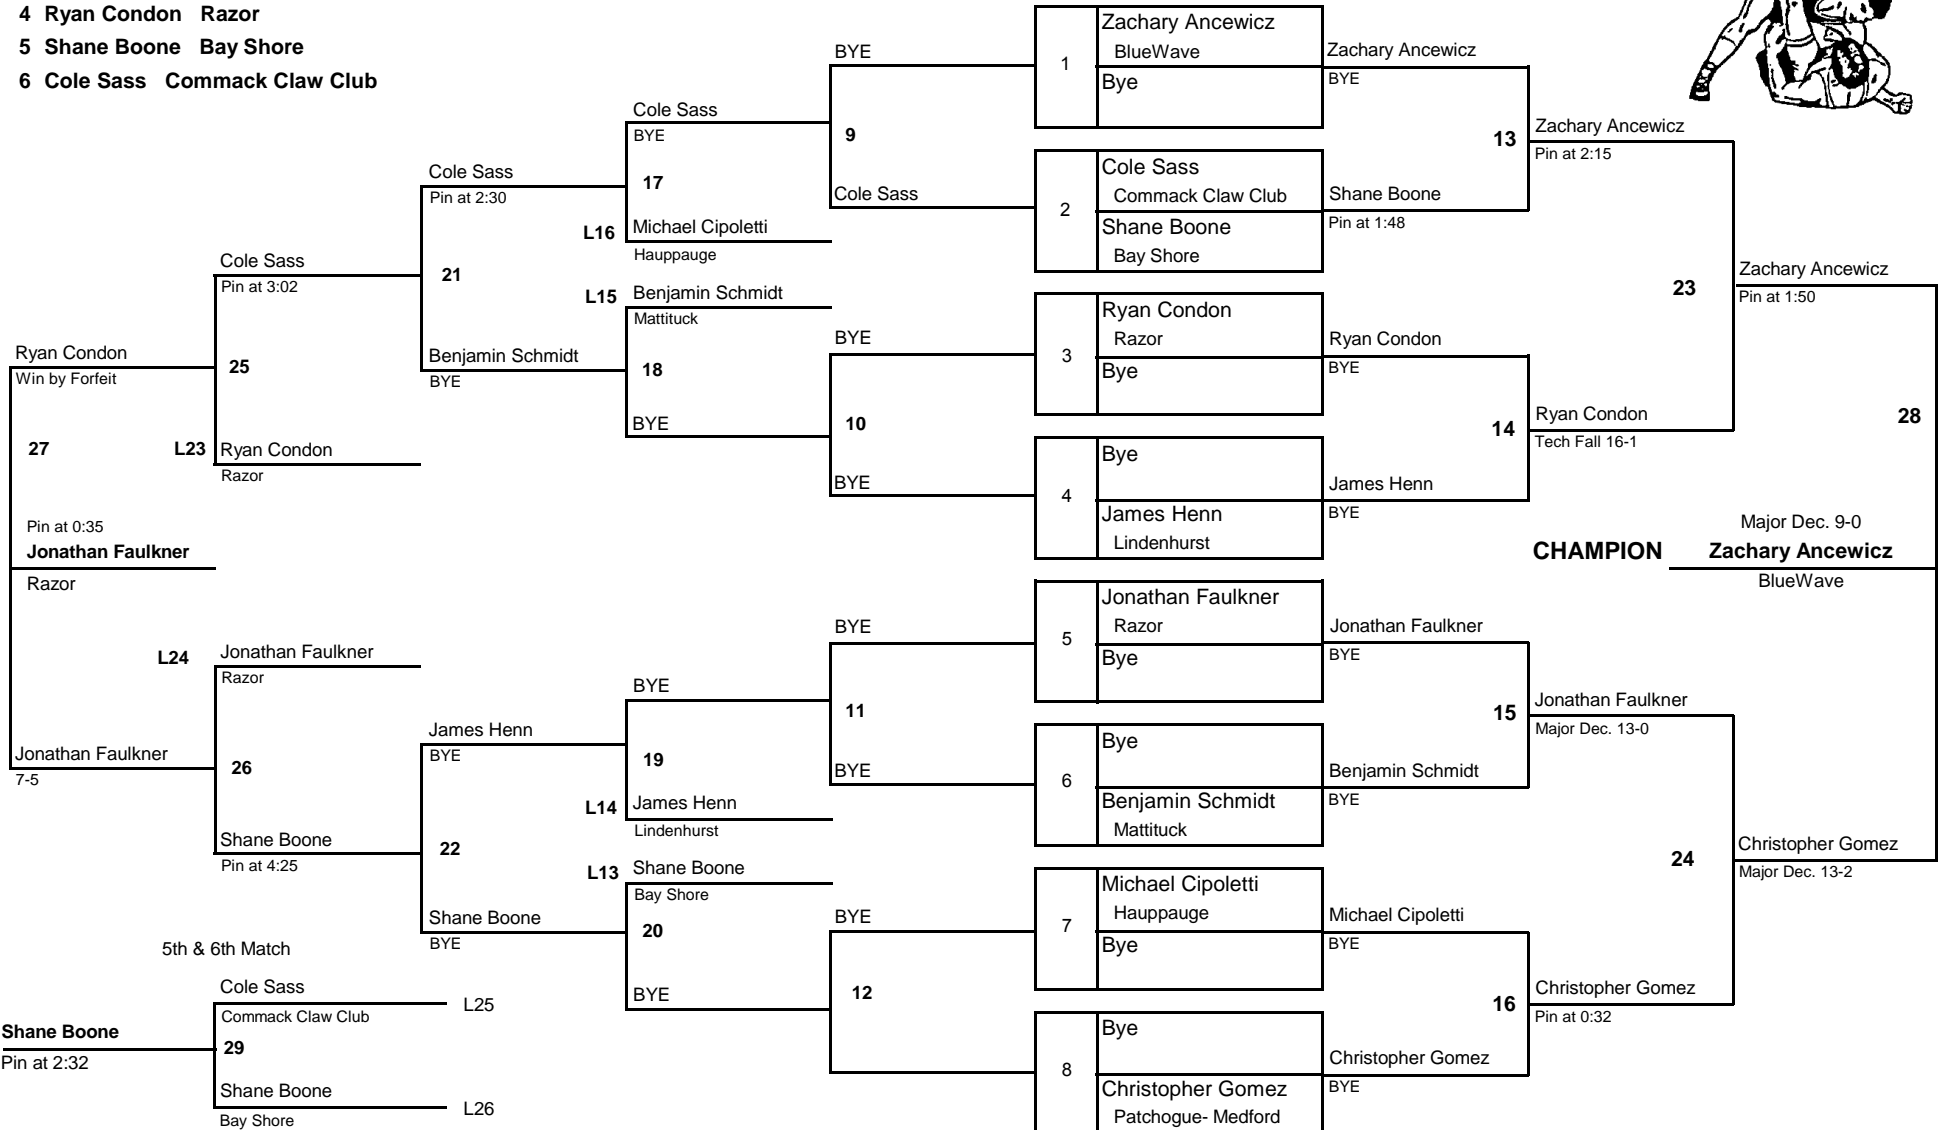 4 Ryan Condon Razor
5 Shane Boone Bay Shore
6 Cole Sass Commack Claw Club
Ryan Condon
Win by Forfeit
27
Pin at 0:35
Jonathan Faulkner
Razor
Jonathan Faulkner
7-5
5th & 6th Match
Shane Boone
Pin at 2:32
Cole Sass
Pin at 3:02
25
L23 Ryan Condon
Razor
L24 Jonathan Faulkner
Razor
26
Shane Boone
Pin at 4:25
Cole Sass
L25
Commack Claw Club
29
Shane Boone
L26
Bay Shore
Cole Sass
Pin at 2:30
21
Benjamin Schmidt
BYE
James Henn
BYE
22
Shane Boone
BYE
Cole Sass
BYE
17
L16 Michael Cipoletti
Hauppauge
L15 Benjamin Schmidt
Mattituck
18
BYE
BYE
19
L14 James Henn
Lindenhurst
L13 Shane Boone
Bay Shore
20
BYE
BYE
9
Cole Sass
BYE
10
BYE
BYE
11
BYE
BYE
12
1
Zachary Ancewicz
BlueWave
Bye
2
Cole Sass
Commack Claw Club
Shane Boone
Bay Shore
3
Ryan Condon
Razor
Bye
4
Bye
James Henn
Lindenhurst
5
Jonathan Faulkner
Razor
Bye
6
Bye
Benjamin Schmidt
Mattituck
7
Michael Cipoletti
Hauppauge
Bye
8
Bye
Christopher Gomez
Patchogue- Medford
Zachary Ancewicz
BYE
13
Shane Boone
Pin at 1:48
Ryan Condon
BYE
14
James Henn
BYE
Jonathan Faulkner
BYE
15
Benjamin Schmidt
BYE
Michael Cipoletti
BYE
16
Christopher Gomez
BYE
Zachary Ancewicz
Pin at 2:15
23
Ryan Condon
Tech Fall 16-1
Jonathan Faulkner
Major Dec. 13-0
24
Christopher Gomez
Pin at 0:32
Zachary Ancewicz
Pin at 1:50
28
Major Dec. 9-0
CHAMPION Zachary Ancewicz
BlueWave
Christopher Gomez
Major Dec. 13-2